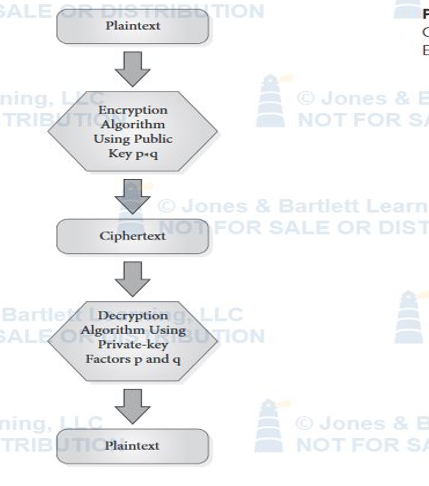 SALE OR DISTRIBUTION
Plaintext
F
C
E
ning, LLC
© Jones & B
TRIBUTION
NOT FOR SA
Encryption
Algorithm
Using Public
Key p*q
© Jones & Bartlett Learn
NOT FOR SALE OR DIST
Ciphertext
Bartlett Learning, LLC
SALE OR DISTRIBUTION
Decryption
Algorithm Using
Private-key
Factors p and q
ning, LLC
© Jones & B
TRIBUTION
NOT FOR SA
Plaintext